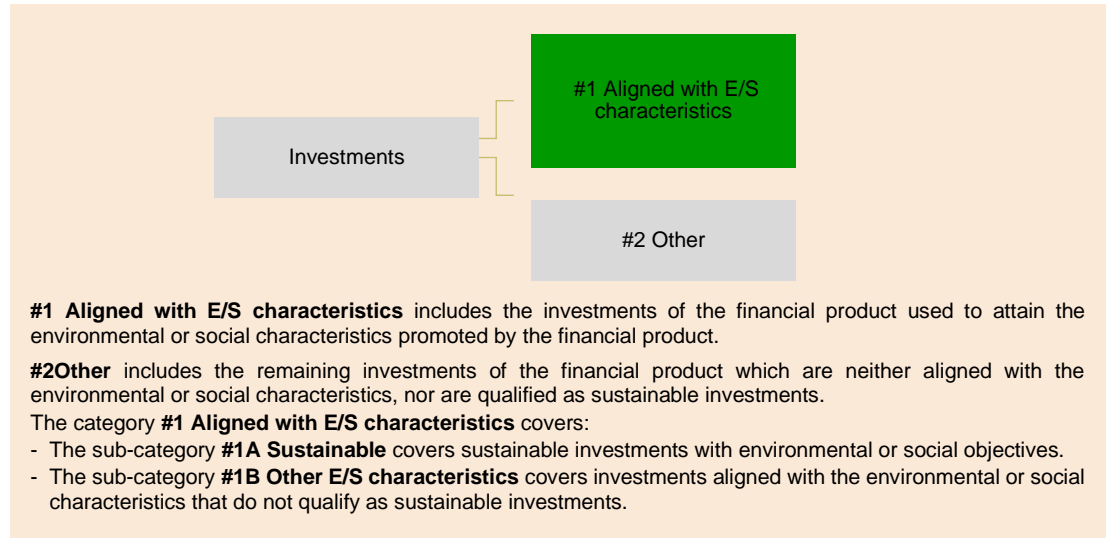 #1 Aligned with E/S
characteristics
Investments
#2 Other
#1 Aligned with E/S characteristics includes the investments of the financial product used to attain the
environmental or social characteristics promoted by the financial product.
#2Other includes the remaining investments of the financial product which are neither aligned with the
environmental or social characteristics, nor are qualified as sustainable investments.
The category #1 Aligned with E/S characteristics covers:
- The sub-category #1A Sustainable covers sustainable investments with environmental or social objectives.
- The sub-category #1B Other E/S characteristics covers investments aligned with the environmental or social
characteristics that do not qualify as sustainable investments.